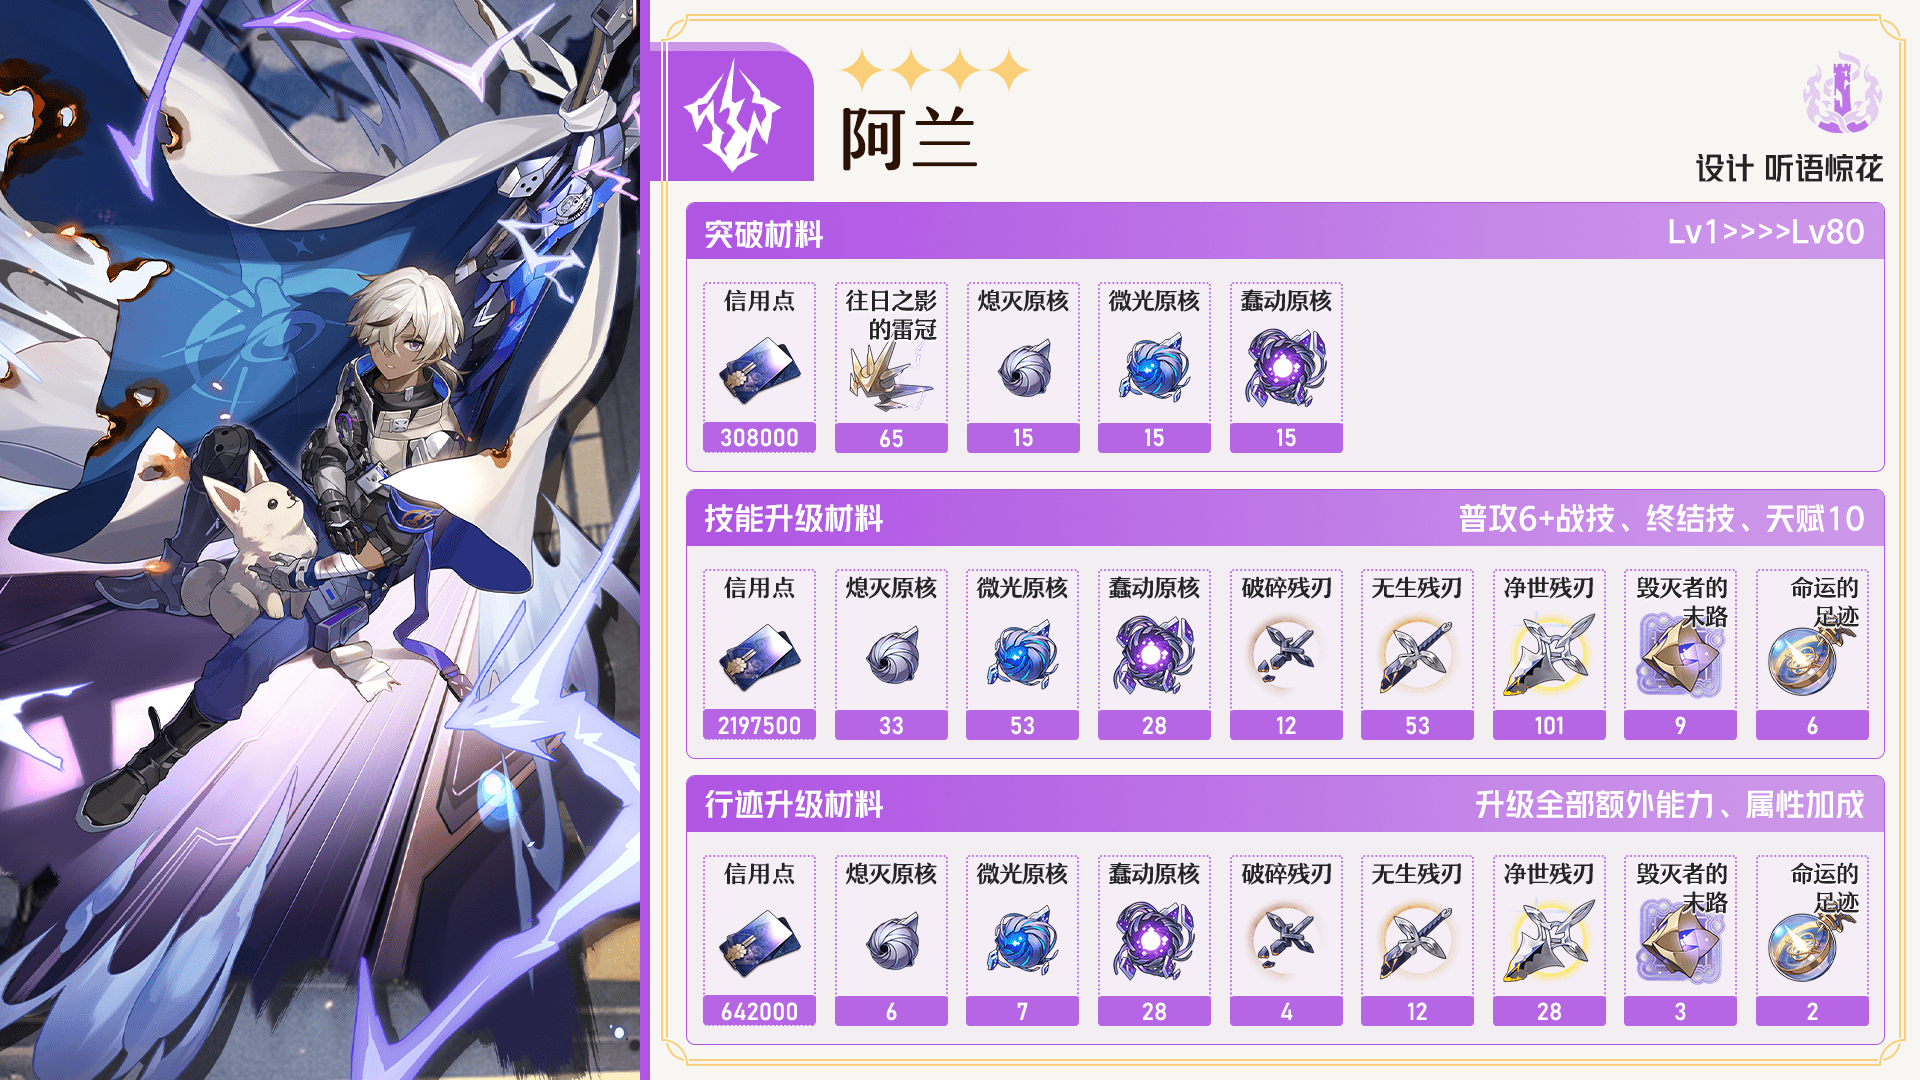 阿兰
设计 听语惊花
突破材料
Lv1>>>>Lv80
信用点
往日之影
的雷冠
熄灭原核
微光原核
蠢动原核
308000
65
15
15
15
技能升级材料
普攻6+战技、终结技、天赋10
信用点
熄灭原核
微光原核
蠢动原核
破碎残刃
无生残刃
净世残刃
毁灭者的
末路
命运的
足迹
2197500
33
53
28
12
53
101
9
6
行迹升级材料
升级全部额外能力、属性加成
信用点
熄灭原核
微光原核
蠢动原核
破碎残刃
无生残刃
净世残刃
毁灭者的
末路
命运的
足迹
642000
6
7
28
4
12
28
3
2